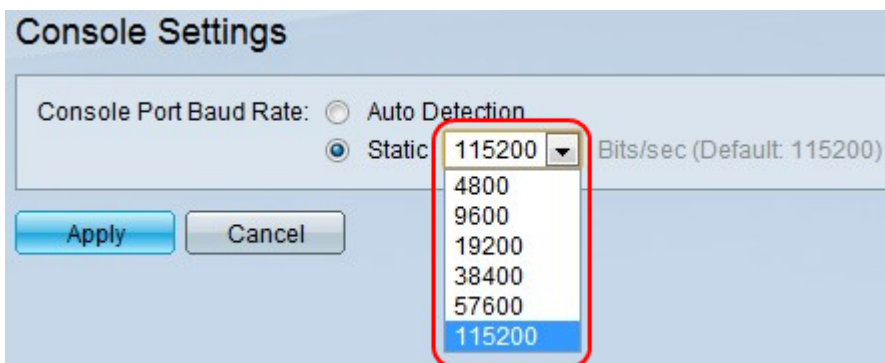 Console Settings
Console Port Baud Rate: Auto Detection
Static 115200 Bits/sec (Default: 115200)
4800
9600
19200
38400
57600
115200
Apply Cancel